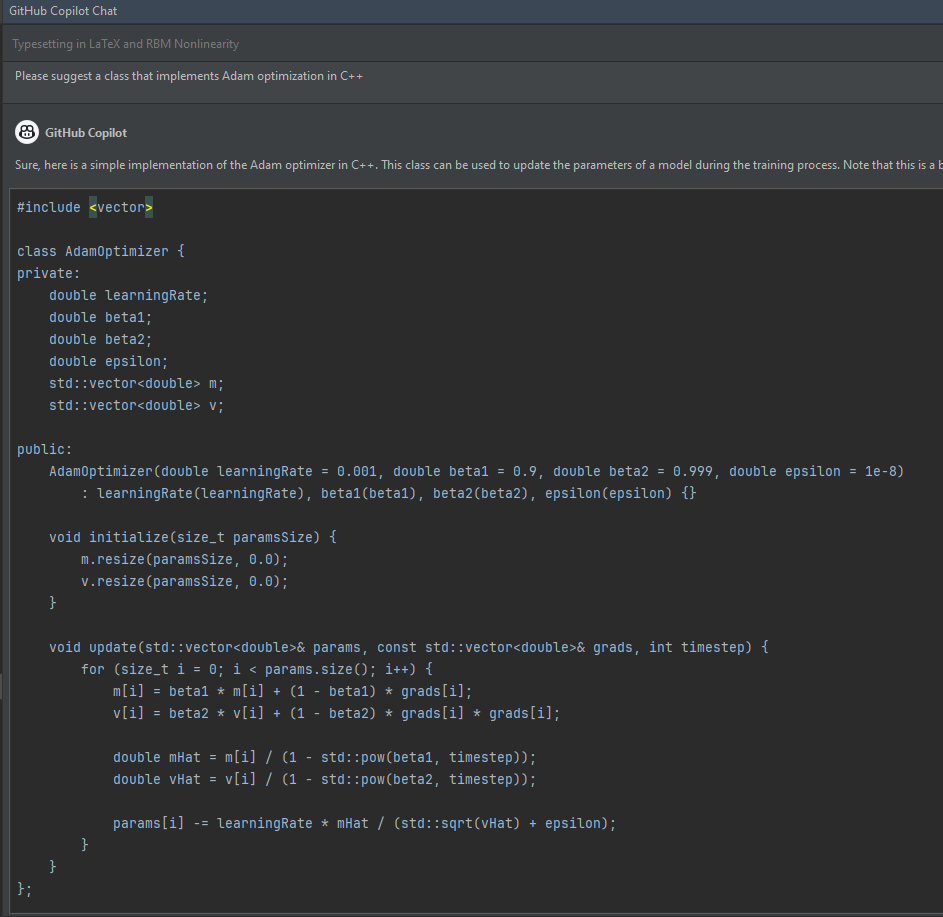 GitHub Copilot Chat
Typesetting in LaTeX and RBM Nonlinearity
Please suggest a class that implements Adam optimization in C++
GitHub Copilot
Sure, here is a simple implementation of the Adam optimizer in C++. This class can be used to update the parameters of a model during the training process. Note that this is a b
#include <vector>

class AdamOptimizer {
private:
    double learningRate;
    double beta1;
    double beta2;
    double epsilon;
    std::vector<double> m;
    std::vector<double> v;

public:
    AdamOptimizer(double learningRate = 0.001, double beta1 = 0.9, double beta2 = 0.999, double epsilon = 1e-8)
        : learningRate(learningRate), beta1(beta1), beta2(beta2), epsilon(epsilon) {}

    void initialize(size_t paramsSize) {
        m.resize(paramsSize, 0.0);
        v.resize(paramsSize, 0.0);
    }

    void update(std::vector<double>& params, const std::vector<double>& grads, int timestep) {
        for (size_t i = 0; i < params.size(); i++) {
            m[i] = beta1 * m[i] + (1 - beta1) * grads[i];
            v[i] = beta2 * v[i] + (1 - beta2) * grads[i] * grads[i];

            double mHat = m[i] / (1 - std::pow(beta1, timestep));
            double vHat = v[i] / (1 - std::pow(beta2, timestep));

            params[i] -= learningRate * mHat / (std::sqrt(vHat) + epsilon);
        }
    }
};